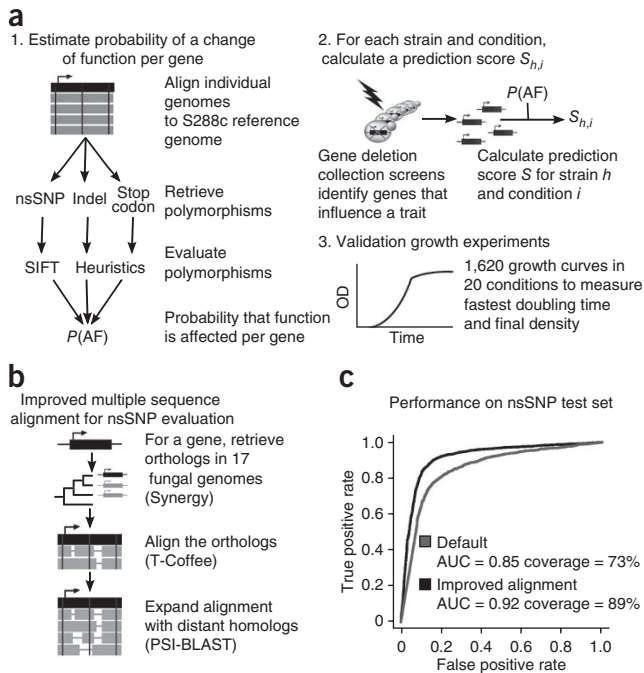 a
1. Estimate probability of a change
of function per gene
Align individual
genomes
to S288c reference
genome
nsSNP Indel Stop
codon
Retrieve
polymorphisms
SIFT Heuristics
Evaluate
polymorphisms
P(AF)
Probability that function
is affected per gene
2. For each strain and condition,
calculate a prediction score Sh,i
P(AF)
Sh,i
Gene deletion
collection screens
identify genes that
influence a trait
Calculate prediction
score S for strain h
and condition i
3. Validation growth experiments
OD
Time
1,620 growth curves in
20 conditions to measure
fastest doubling time
and final density
b
Improved multiple sequence
alignment for nsSNP evaluation
For a gene, retrieve
orthologs in 17
fungal genomes
(Synergy)
Align the orthologs
(T-Coffee)
Expand alignment
with distant homologs
(PSI-BLAST)
c
Performance on nsSNP test set
True positive rate
1.0
0.8
0.6
0.4
0.2
0
Default
AUC = 0.85 coverage = 73%
Improved alignment
AUC = 0.92 coverage = 89%
0 0.2 0.4 0.6 0.8 1.0
False positive rate